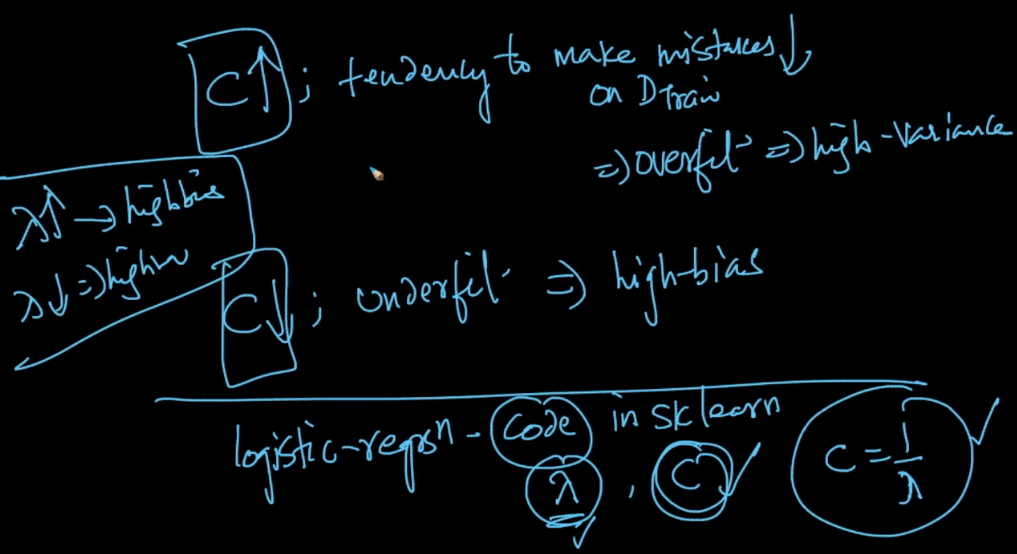 C↑ ; tendency to make mistakes ↓
on DTrain
=> overfit => high-variance
λ↑ → high bias
λ↓ => high var
C↓ ; underfit => high-bias
logistic-regrsⁿ - Code in sklearn
λ , C
C = 1/λ